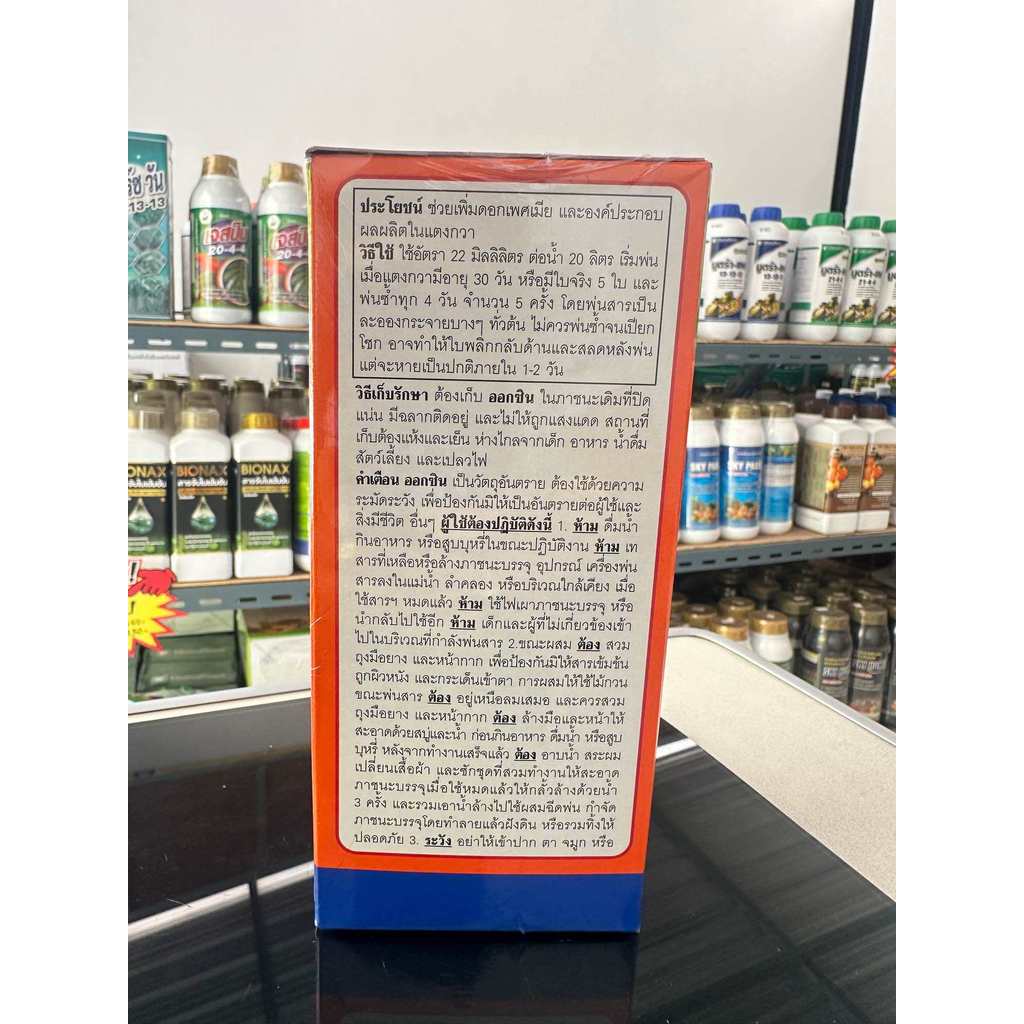 ประโยชน์ ช่วยเพิ่มดอกเพศเมีย และองค์ประกอบ
ผลผลิตในแตงกวา
วิธีใช้ ใช้อัตรา 22 มิลลิลิตร ต่อน้ำ 20 ลิตร เริ่มพ่น
เมื่อแตงกวามีอายุ 30 วัน หรือมีใบจริง 5 ใบ และ
พ่นซ้ำทุก 4 วัน จำนวน 5 ครั้ง โดยพ่นสารเป็น
ละอองกระจายบางๆ ทั่วต้น ไม่ควรพ่นซ้ำจนเปียก
โชก อาจทำให้ใบพลิกกลับด้านและสลดหลังพ่น
แต่จะหายเป็นปกติภายใน 1-2 วัน
วิธีเก็บรักษา ต้องเก็บ ออกซิน ในภาชนะเดิมที่ปิด
แน่น มีฉลากติดอยู่ และไม่ให้ถูกแสงแดด สถานที่
เก็บต้องแห้งและเย็น ห่างไกลจากเด็ก อาหาร น้ำดื่ม
สัตว์เลี้ยง และเปลวไฟ
คำเตือน ออกซิน เป็นวัตถุอันตราย ต้องใช้ด้วยความ
ระมัดระวัง เพื่อป้องกันมิให้เป็นอันตรายต่อผู้ใช้และ
สิ่งมีชีวิต อื่นๆ ผู้ใช้ต้องปฏิบัติดังนี้ 1. ห้าม ดื่มน้ำ
กินอาหาร หรือสูบบุหรี่ในขณะปฏิบัติงาน ห้าม เท
สารที่เหลือหรือล้างภาชนะบรรจุ อุปกรณ์ เครื่องพ่น
สารลงในแม่น้ำ ลำคลอง หรือบริเวณใกล้เคียง เมื่อ
ใช้สารฯ หมดแล้ว ห้าม ใช้ไฟเผาภาชนะบรรจุ หรือ
นำกลับไปใช้อีก ห้าม เด็กและผู้ที่ไม่เกี่ยวข้องเข้า
ไปในบริเวณที่กำลังพ่นสาร 2.ขณะผสม ต้อง สวม
ถุงมือยาง และหน้ากาก เพื่อป้องกันมิให้สารเข้มข้น
ถูกผิวหนัง และกระเด็นเข้าตา การผสมให้ใช้ไม้กวน
ขณะพ่นสาร ต้อง อยู่เหนือลมเสมอ และควรสวม
ถุงมือยาง และหน้ากาก ต้อง ล้างมือและหน้าให้
สะอาดด้วยสบู่และน้ำ ก่อนกินอาหาร ดื่มน้ำ หรือสูบ
บุหรี่ หลังจากทำงานเสร็จแล้ว ต้อง อาบน้ำ สระผม
เปลี่ยนเสื้อผ้า และซักชุดที่สวมทำงานให้สะอาด
ภาชนะบรรจุเมื่อใช้หมดแล้วให้กลั้วล้างด้วยน้ำ
3 ครั้ง และรวมเอาน้ำล้างไปใช้ผสมฉีดพ่น กำจัด
ภาชนะบรรจุโดยทำลายแล้วฝังดิน หรือรวมทิ้งให้
ปลอดภัย 3. ระวัง อย่าให้เข้าปาก ตา จมูก หรือ
BIONAX
BIONAX
BIONAX
13-13
20-4-4